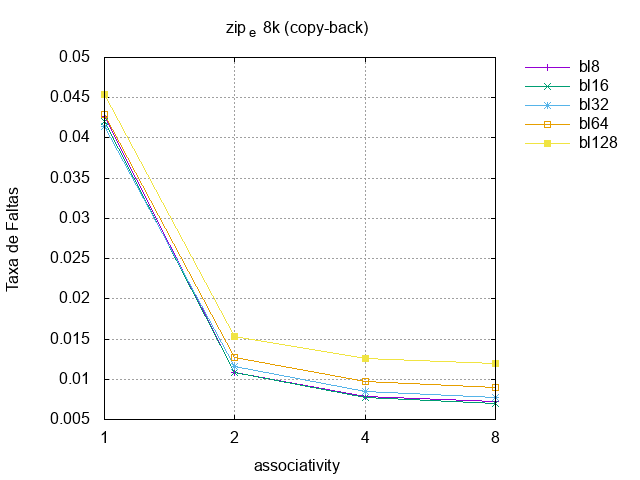 zip e 8k (copy-back)
0.05
0.045
0.04
0.035
0.03
0.025
0.02
0.015
0.01
0.005
Taxa de Faltas
1 2 4 8
associativity
bl8
bl16
bl32
bl64
bl128